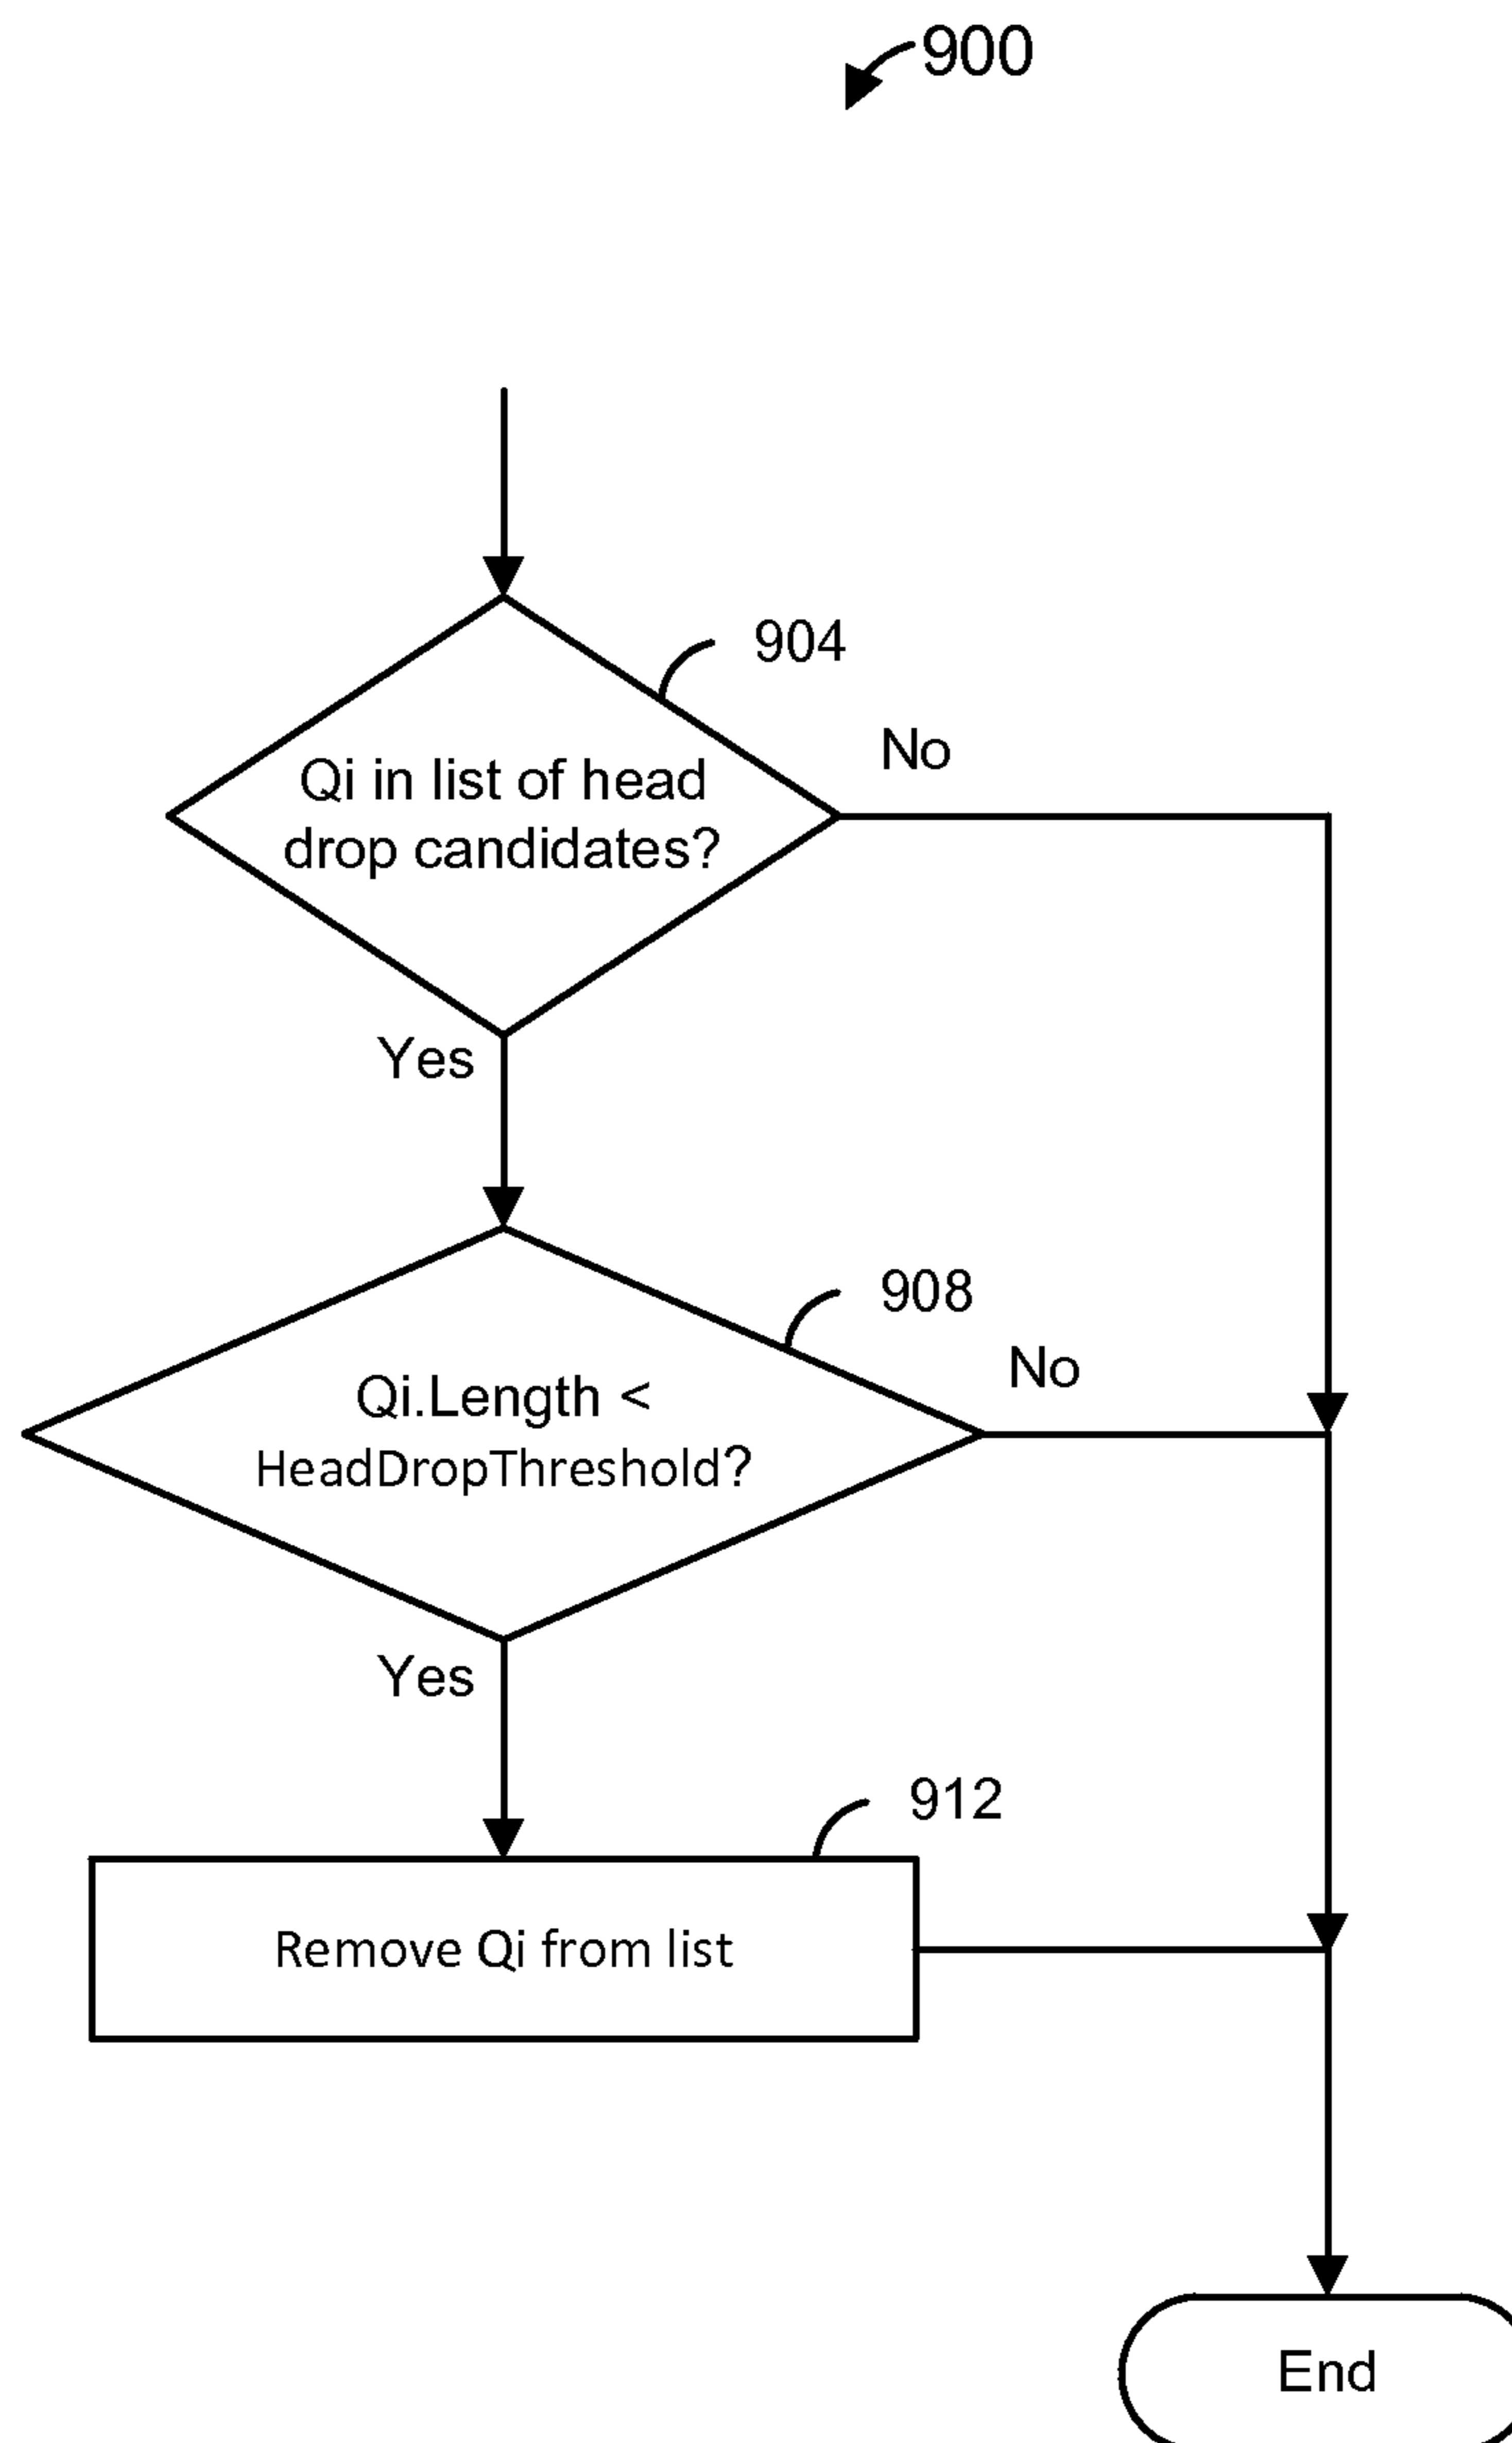 900
904
Qi in list of head
drop candidates?
No
Yes
908
Qi.Length <
HeadDropThreshold?
No
Yes
912
Remove Qi from list
End